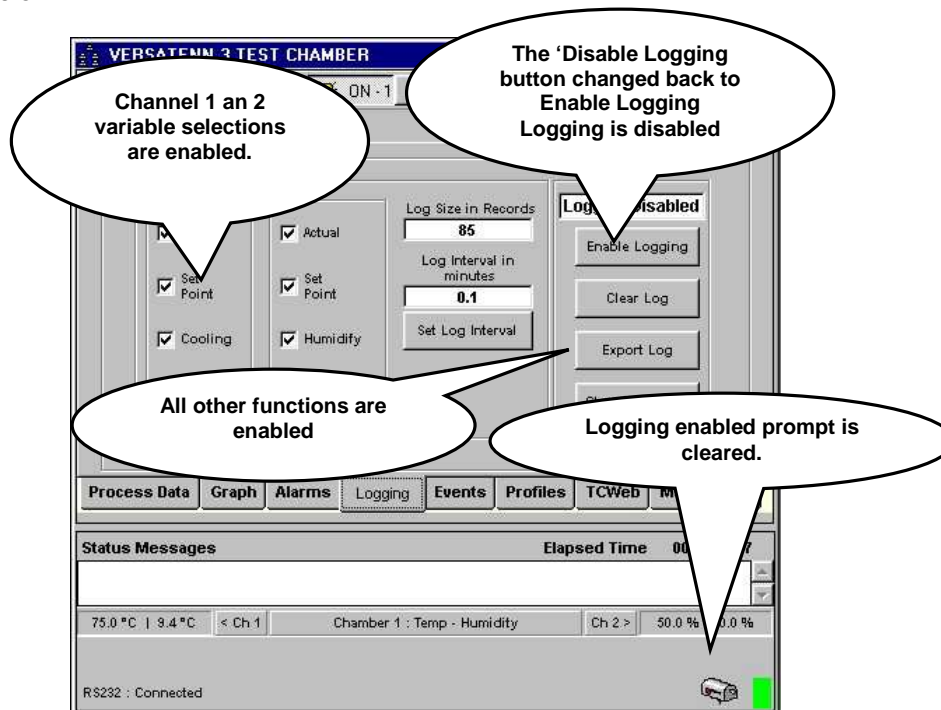 VERSATENN 3 TEST CHAMBER
ON - 1
Channel 1 an 2
variable selections
are enabled.
The ‘Disable Logging
button changed back to
Enable Logging
Logging is disabled
Log Size in Records
85
Log Interval in
minutes
0.1
Set Log Interval
Actual
Set
Point
Set
Point
Cooling
Humidify
Enable Logging
Clear Log
Export Log
All other functions are
enabled
Logging enabled prompt is
cleared.
Process Data
Graph
Alarms
Logging
Events
Profiles
TCWeb
Status Messages
Elapsed Time
75.0 °C | 9.4 °C
< Ch 1
Chamber 1 : Temp - Humidity
Ch 2 >
50.0 %
RS232 : Connected